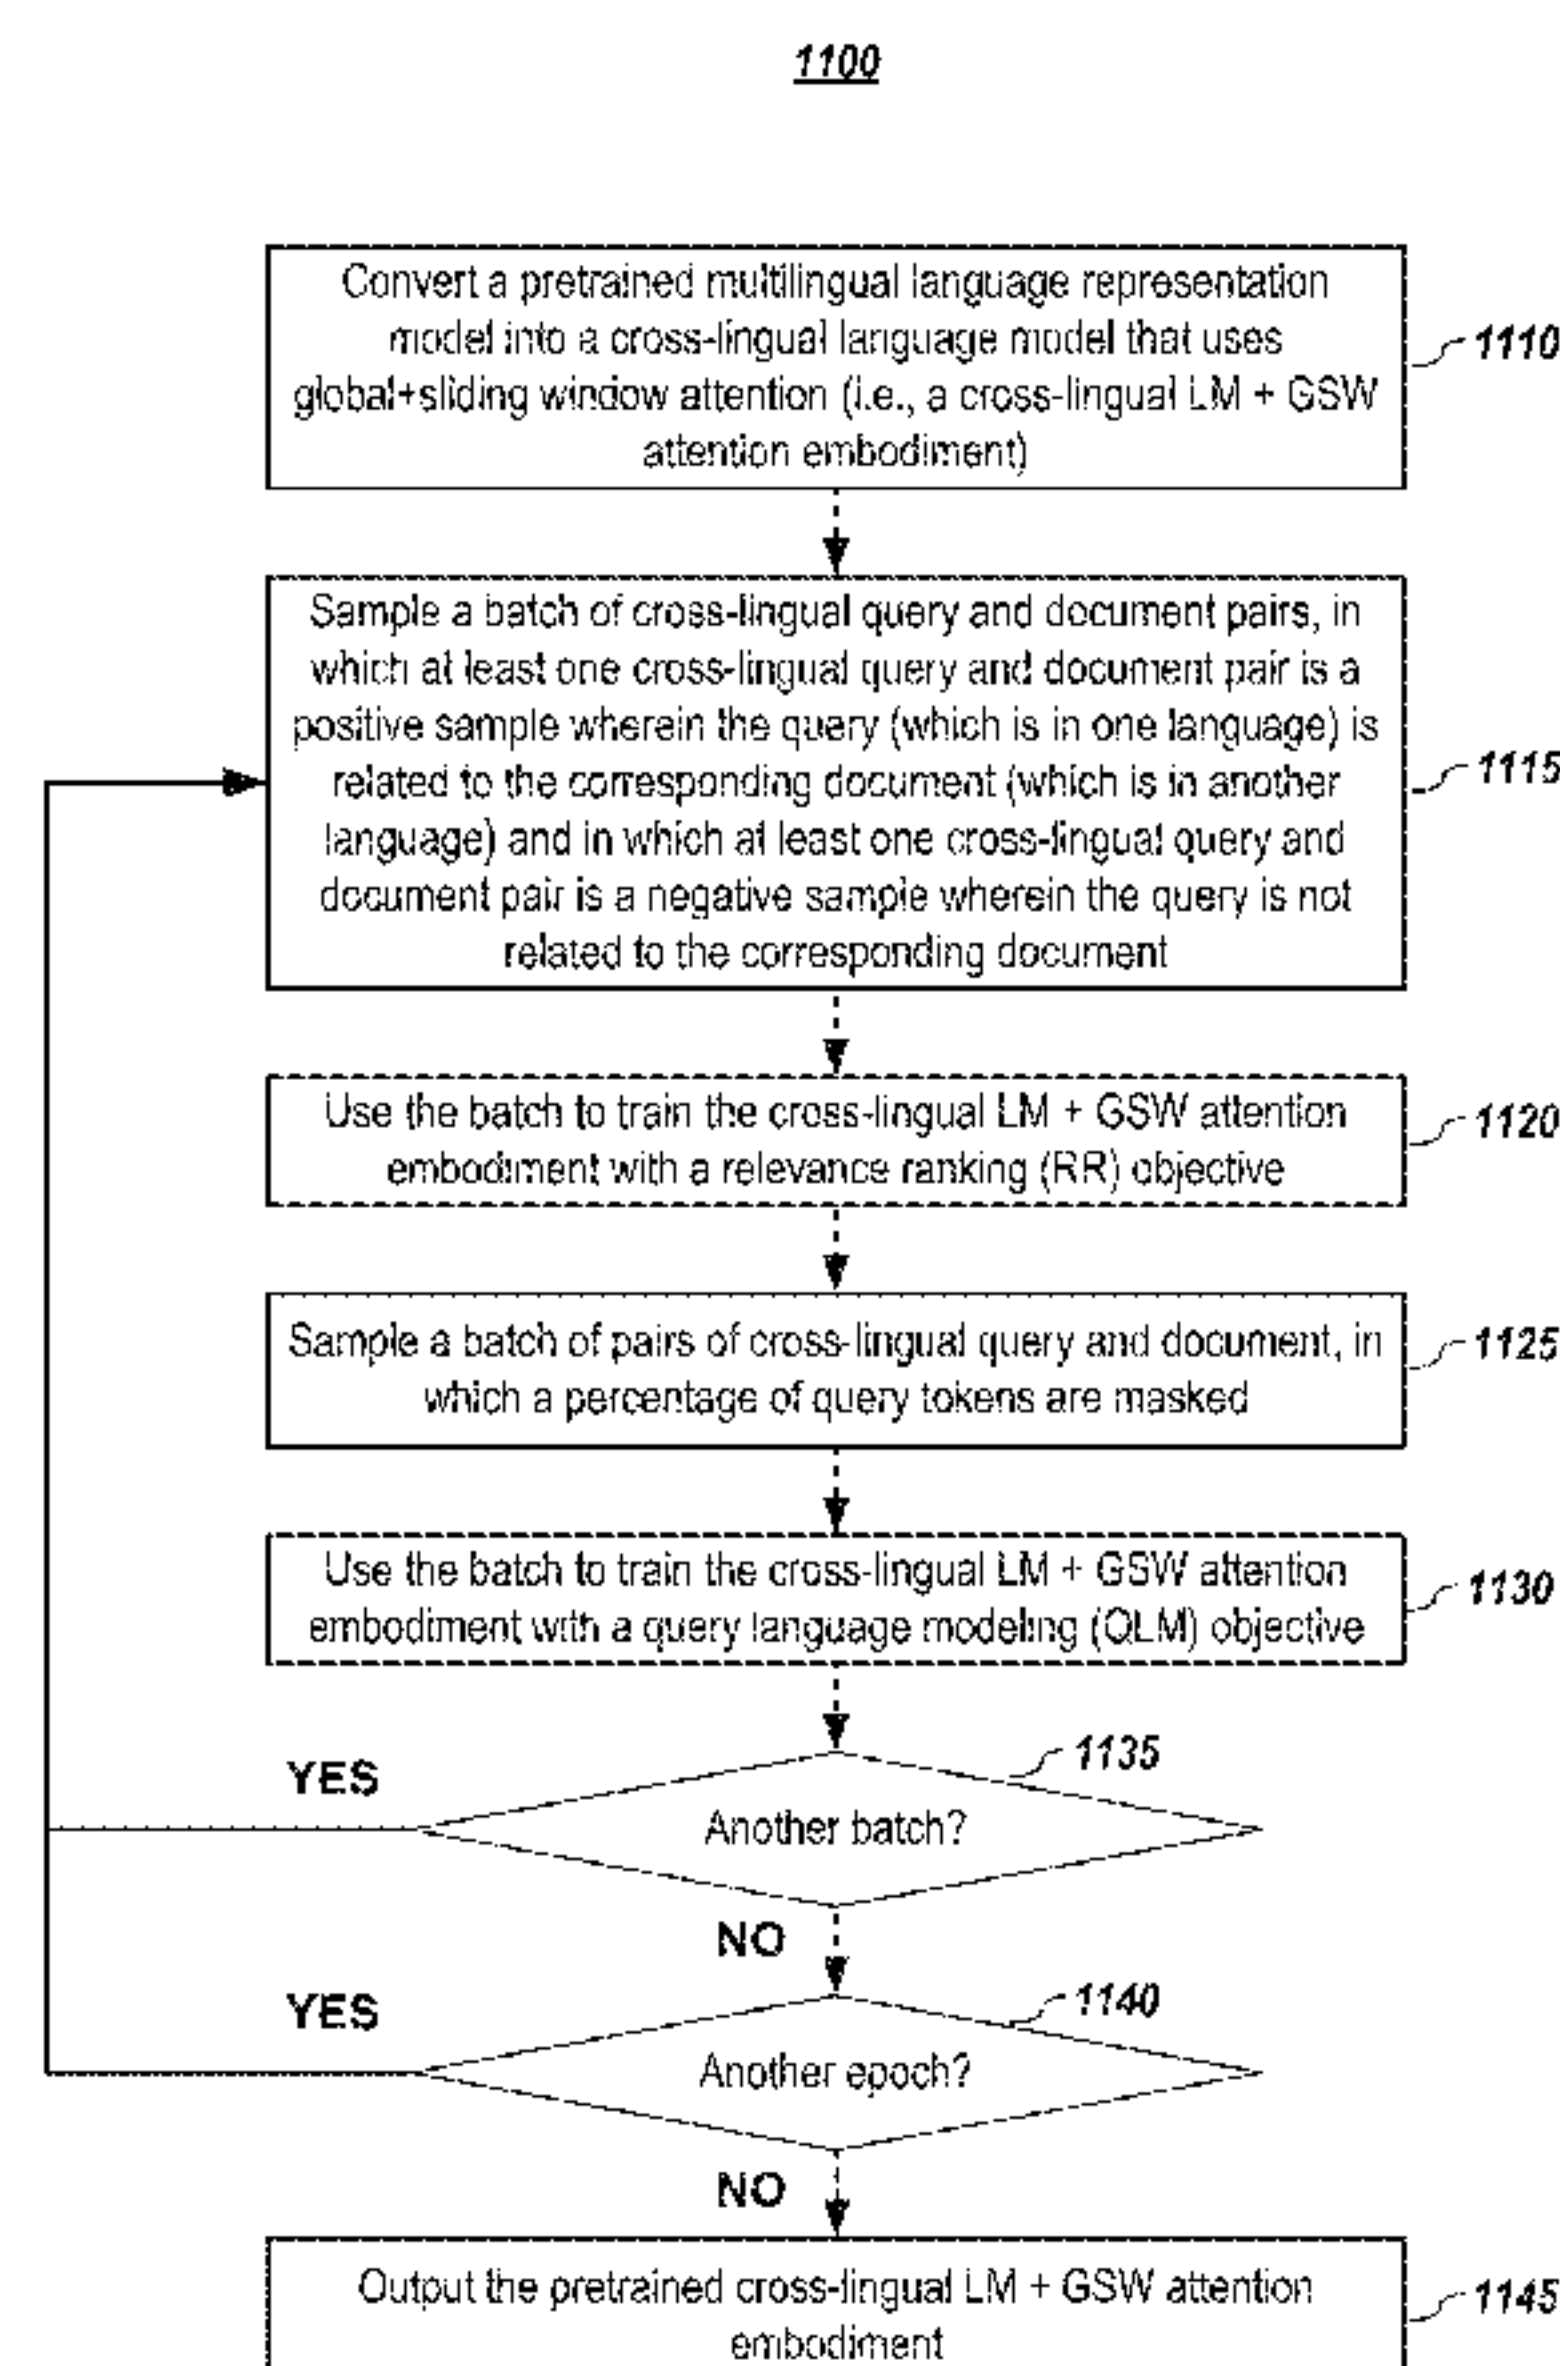 1100
Convert a pretrained multilingual language representation
model into a cross-lingual language model that uses
global+sliding window attention (i.e., a cross-lingual LM + GSW
attention embodiment)
1110
Sample a batch of cross-lingual query and document pairs, in
which at least one cross-lingual query and document pair is a
positive sample wherein the query (which is in one language) is
related to the corresponding document (which is in another
language) and in which at least one cross-lingual query and
document pair is a negative sample wherein the query is not
related to the corresponding document
1115
Use the batch to train the cross-lingual LM + GSW attention
embodiment with a relevance ranking (RR) objective
1120
Sample a batch of pairs of cross-lingual query and document, in
which a percentage of query tokens are masked
1125
Use the batch to train the cross-lingual LM + GSW attention
embodiment with a query language modeling (QLM) objective
1130
1135
YES
Another batch?
NO
1140
YES
Another epoch?
NO
Output the pretrained cross-lingual LM + GSW attention
embodiment
1145